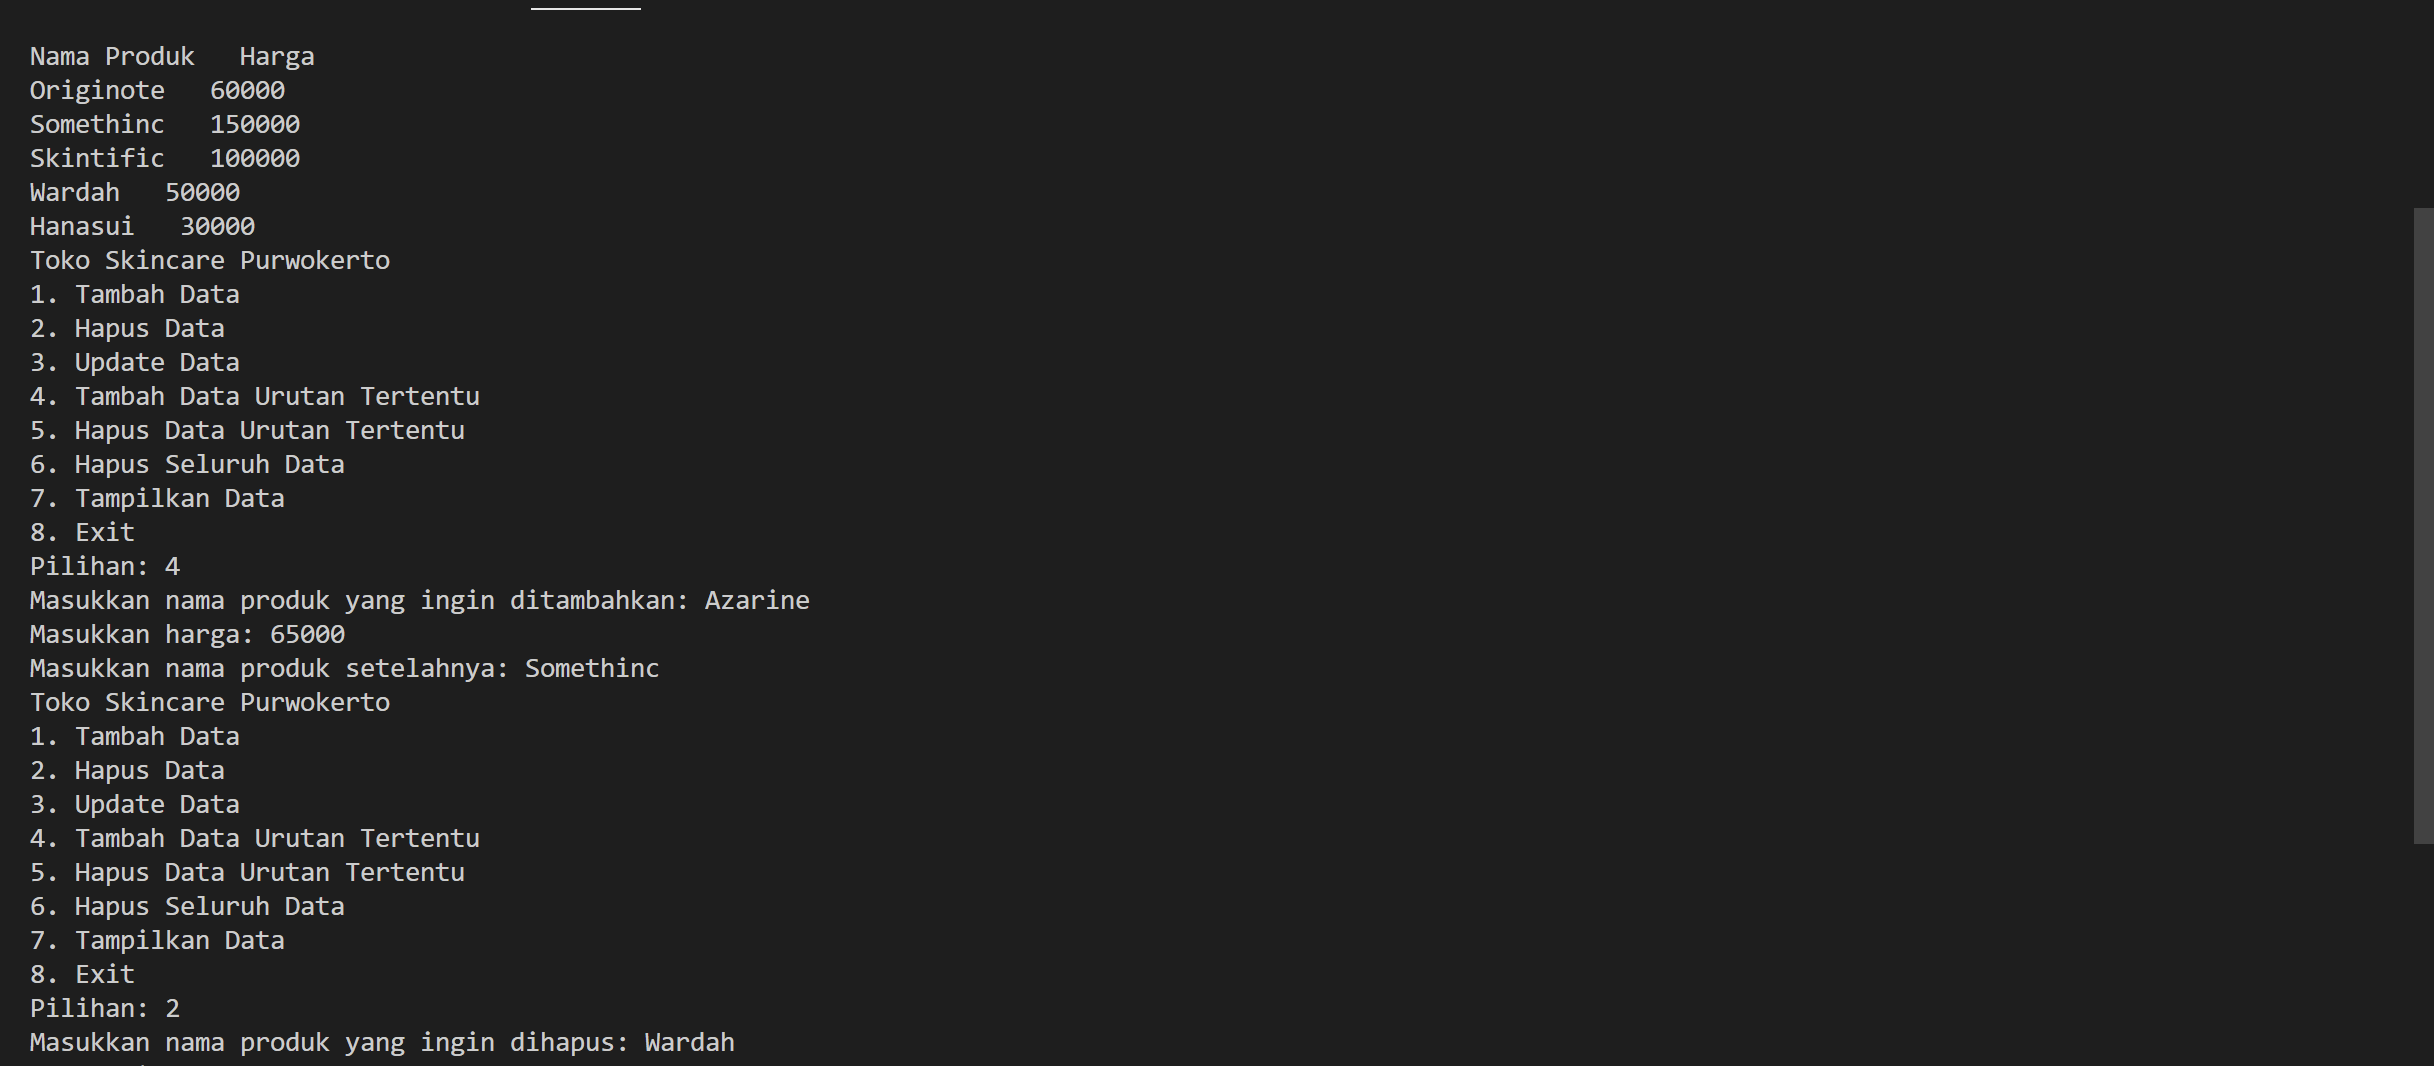 Nama Produk   Harga
Originote   60000
Somethinc   150000
Skintific   100000
Wardah   50000
Hanasui   30000
Toko Skincare Purwokerto
1. Tambah Data
2. Hapus Data
3. Update Data
4. Tambah Data Urutan Tertentu
5. Hapus Data Urutan Tertentu
6. Hapus Seluruh Data
7. Tampilkan Data
8. Exit
Pilihan: 4
Masukkan nama produk yang ingin ditambahkan: Azarine
Masukkan harga: 65000
Masukkan nama produk setelahnya: Somethinc
Toko Skincare Purwokerto
1. Tambah Data
2. Hapus Data
3. Update Data
4. Tambah Data Urutan Tertentu
5. Hapus Data Urutan Tertentu
6. Hapus Seluruh Data
7. Tampilkan Data
8. Exit
Pilihan: 2
Masukkan nama produk yang ingin dihapus: Wardah